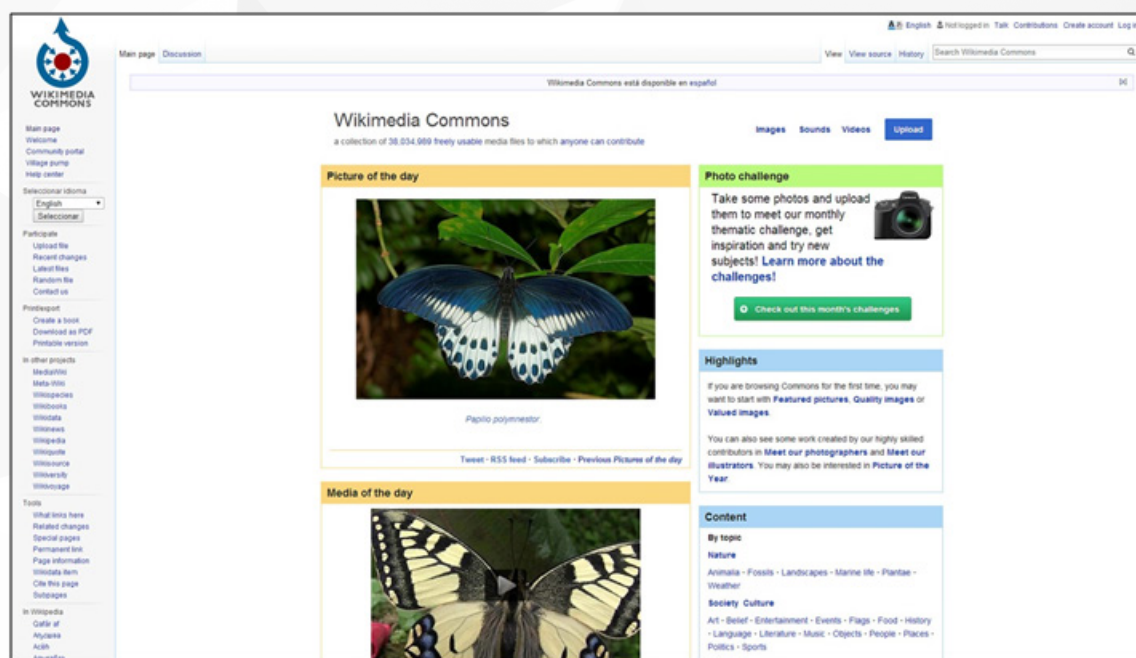 English Not logged in Talk Contributions Create account Log in
Main page Discussion
View View source History Search Wikimedia Commons
WIKIMEDIA
COMMONS
Wikimedia Commons está disponible en español
Main page
Welcome
Community portal
Village pump
Help center
Seleccionar idioma
English
Seleccionar
Participate
Upload file
Recent changes
Latest files
Random file
Contact us
Print/export
Create a book
Download as PDF
Printable version
In other projects
MediaWiki
Meta-Wiki
Wikispecies
Wikibooks
Wikidata
Wikinews
Wikipedia
Wikiquote
Wikisource
Wikiversity
Wikivoyage
Tools
What links here
Related changes
Special pages
Permanent link
Page information
Wikidata item
Cite this page
Subpages
In Wikipedia
Qafár af
Аҧсшәа
Acèh
Wikimedia Commons
a collection of 38,034,989 freely usable media files to which anyone can contribute
Images Sounds Videos Upload
Picture of the day
Papilio polymnestor.
Tweet - RSS feed - Subscribe - Previous Pictures of the day
Media of the day
Photo challenge
Take some photos and upload
them to meet our monthly
thematic challenge, get
inspiration and try new
subjects! Learn more about the
challenges!
Check out this month's challenges
Highlights
If you are browsing Commons for the first time, you may
want to start with Featured pictures, Quality images or
Valued images.
You can also see some work created by our highly skilled
contributors in Meet our photographers and Meet our
illustrators. You may also be interested in Picture of the
Year.
Content
By topic
Nature
Animalia - Fossils - Landscapes - Marine life - Plantae -
Weather
Society Culture
Art - Belief - Entertainment - Events - Flags - Food - History
- Language - Literature - Music - Objects - People - Places -
Politics - Sports